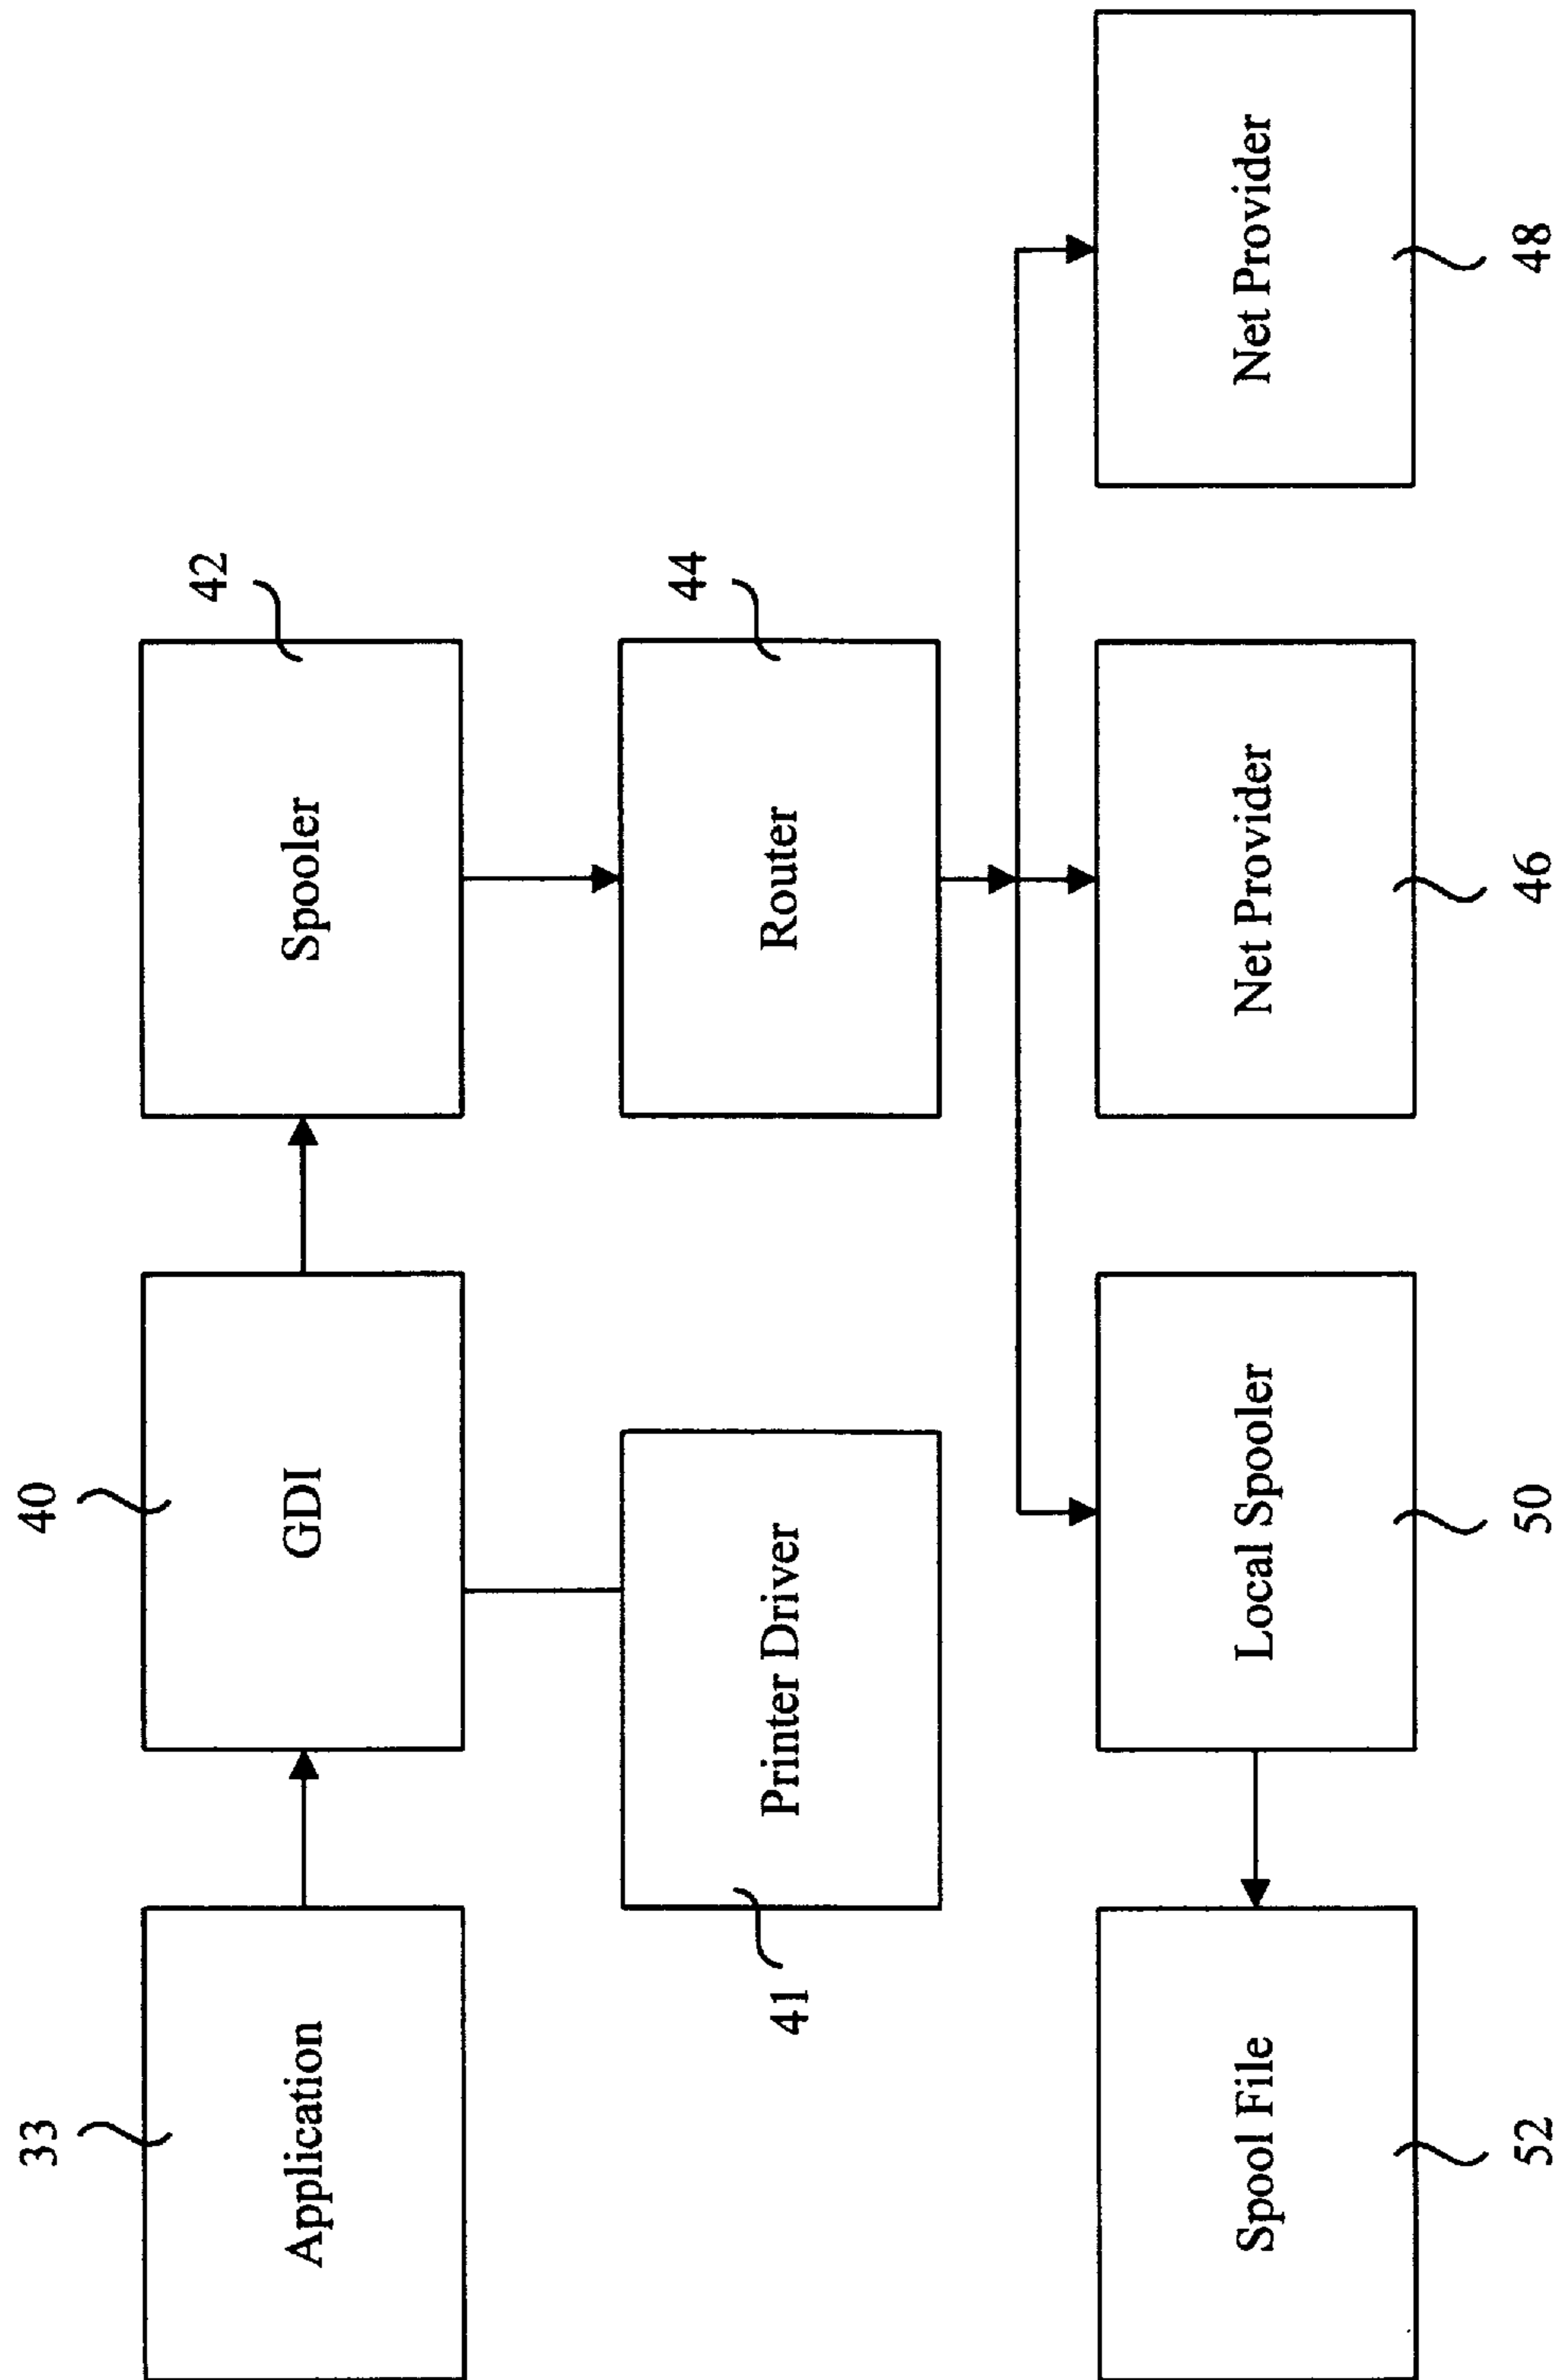 33
40
42
Application
GDI
Spooler
41
44
Printer Driver
Router
Spool File
Local Spooler
Net Provider
Net Provider
52
50
46
48